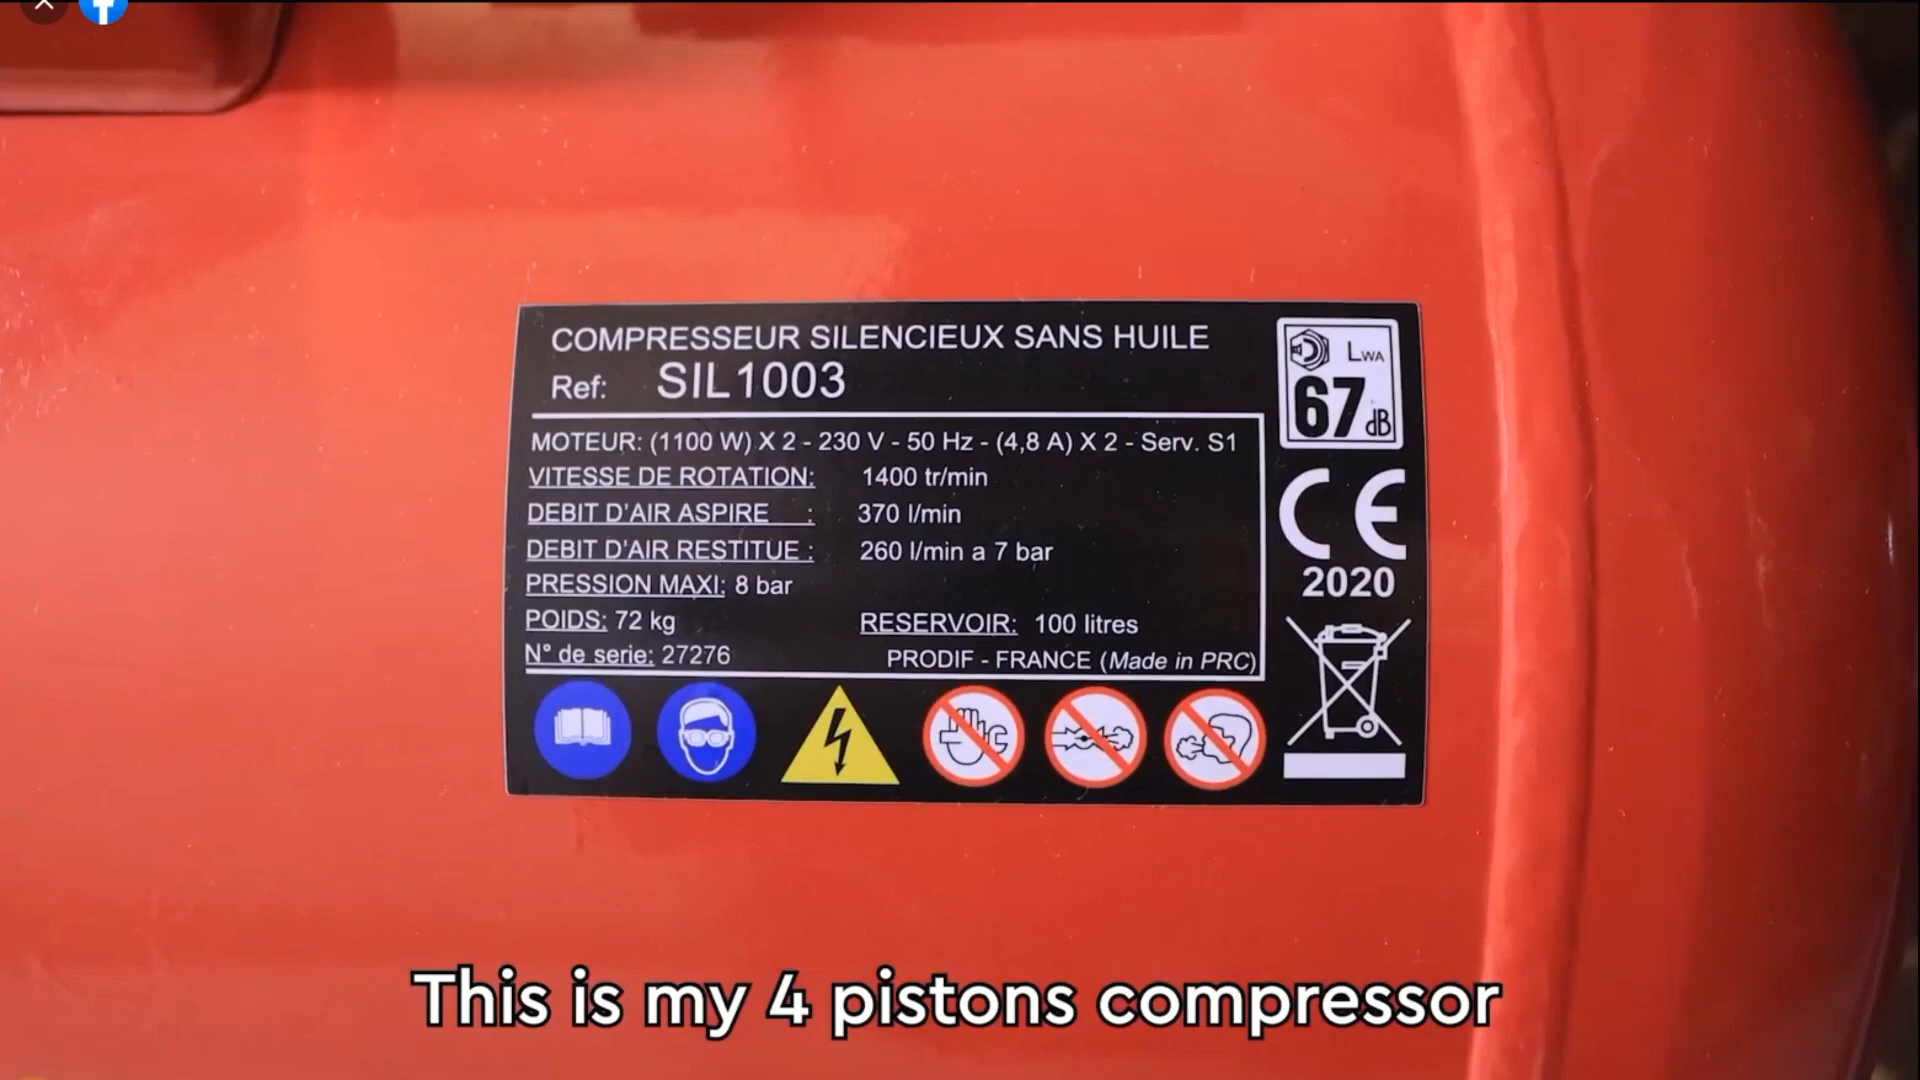 COMPRESSEUR SILENCIEUX SANS HUILE
Ref: SIL1003
LWA
67 dB
MOTEUR: (1100 W) X 2 - 230 V - 50 Hz - (4,8 A) X 2 - Serv. S1
VITESSE DE ROTATION: 1400 tr/min
DEBIT D'AIR ASPIRE : 370 l/min
DEBIT D'AIR RESTITUE : 260 l/min a 7 bar
PRESSION MAXI: 8 bar
POIDS: 72 kg RESERVOIR: 100 litres
N° de serie: 27276 PRODIF - FRANCE (Made in PRC)
CE
2020
This is my 4 pistons compressor